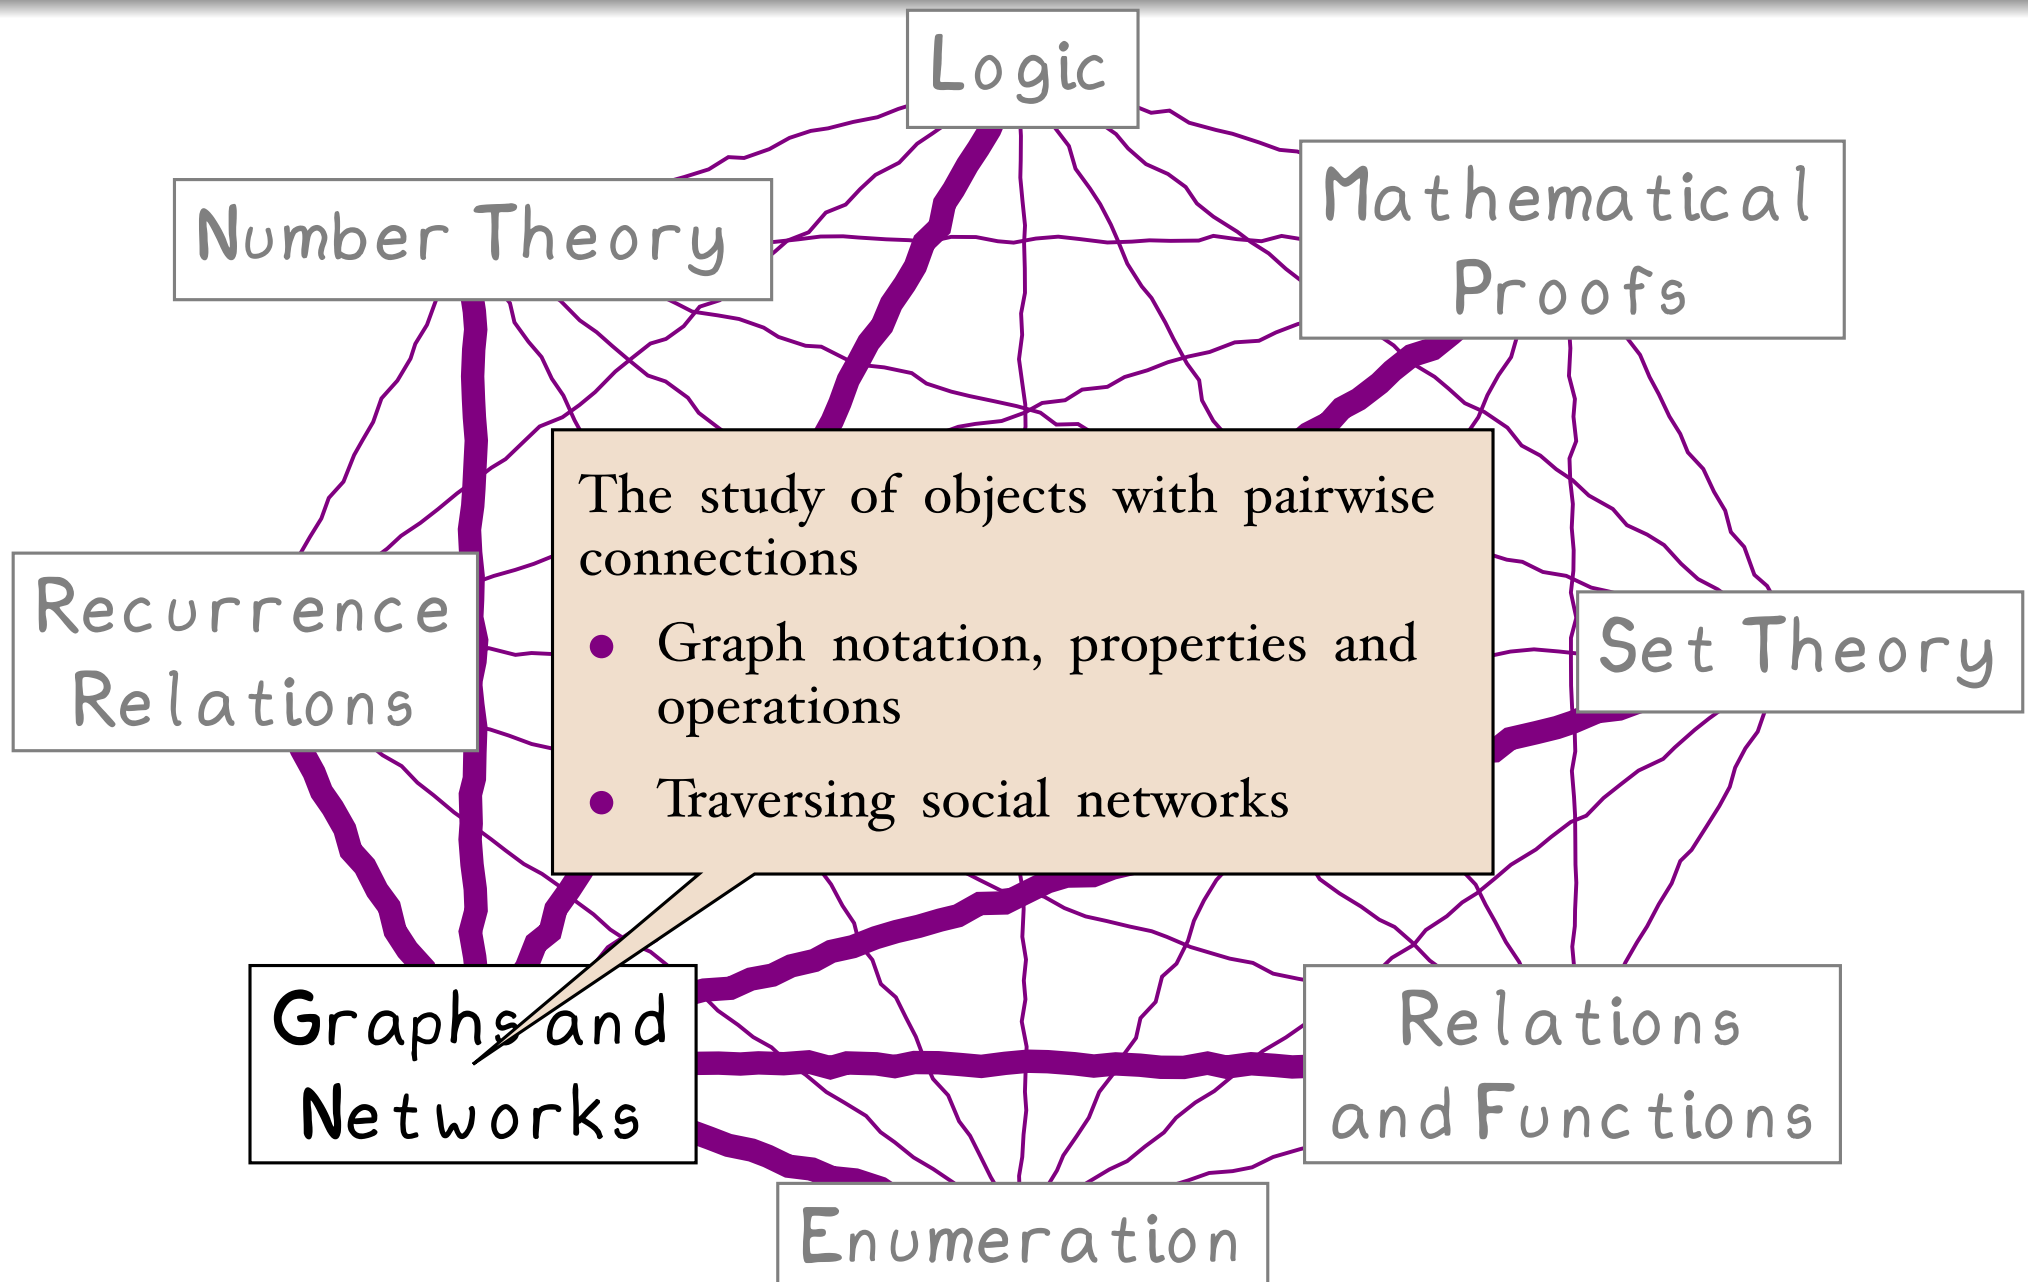 Logic
Number Theory
Mathematical
Proofs
The study of objects with pairwise
connections
● Graph notation, properties and
operations
● Traversing social networks
Recurrence
Relations
Set Theory
Graphs and
Networks
Relations
and Functions
Enumeration